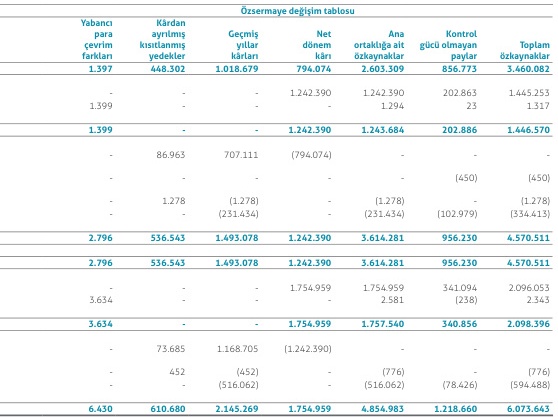 Özsermaye değişim tablosu
Yabancı para çevrim farkları Kârdan ayrılmış kısıtlanmış yedekler Geçmiş yıllar kârları Net dönem kârı Ana ortaklığa ait özkaynaklar Kontrol gücü olmayan paylar Toplam özkaynaklar
1.397 448.302 1.018.679 794.074 2.603.309 856.773 3.460.082
- - - 1.242.390 1.242.390 202.863 1.445.253
1.399 - - - 1.294 23 1.317
1.399 - - 1.242.390 1.243.684 202.886 1.446.570
- 86.963 707.111 (794.074) - - -
- - - - - (450) (450)
- 1.278 (1.278) - (1.278) - (1.278)
- - (231.434) - (231.434) (102.979) (334.413)
2.796 536.543 1.493.078 1.242.390 3.614.281 956.230 4.570.511
2.796 536.543 1.493.078 1.242.390 3.614.281 956.230 4.570.511
- - - 1.754.959 1.754.959 341.094 2.096.053
3.634 - - - 2.581 (238) 2.343
3.634 - - 1.754.959 1.757.540 340.856 2.098.396
- 73.685 1.168.705 (1.242.390) - - -
- 452 (452) - (776) - (776)
- - (516.062) - (516.062) (78.426) (594.488)
6.430 610.680 2.145.269 1.754.959 4.854.983 1.218.660 6.073.643